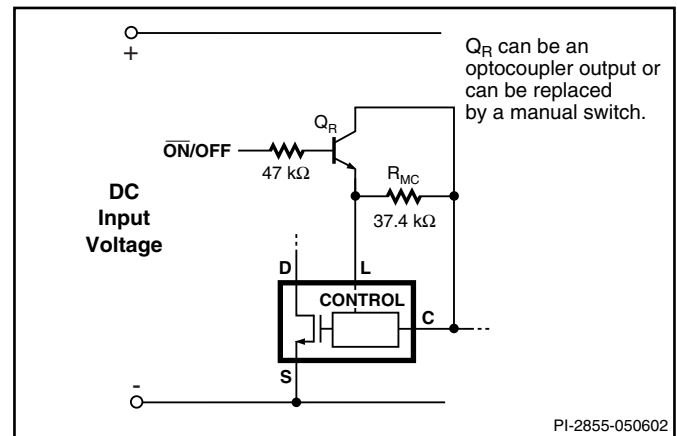 +
Q_R can be an
optocoupler output or
can be replaced
by a manual switch.
Q_R
ON/OFF
47 kΩ
R_MC
37.4 kΩ
DC
Input
Voltage
D
L
CONTROL
C
S
-
PI-2855-050602